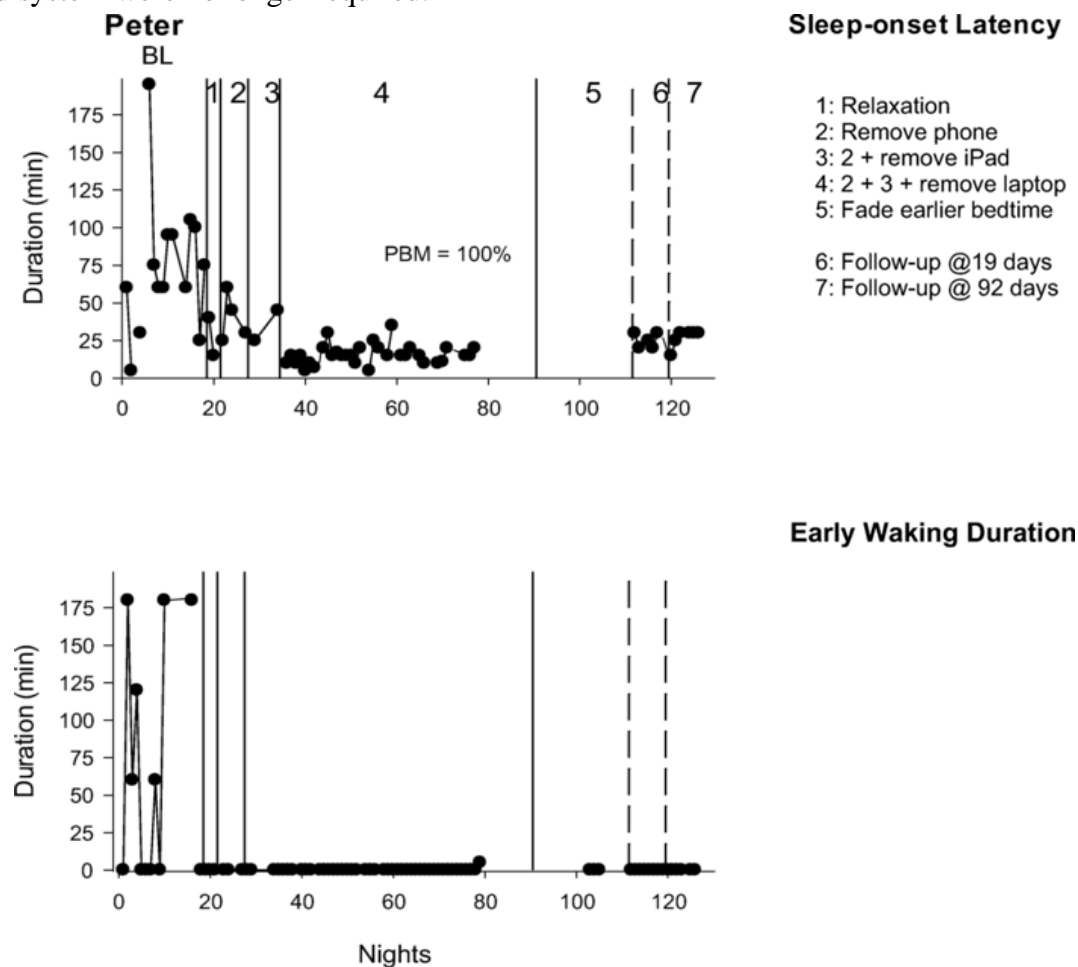 Peter
Sleep-onset Latency
BL
1 2 3 4 5 6 7
1: Relaxation
2: Remove phone
3: 2 + remove iPad
4: 2 + 3 + remove laptop
5: Fade earlier bedtime
6: Follow-up @19 days
7: Follow-up @ 92 days
PBM = 100%
Duration (min)
175
150
125
100
75
50
25
0
0 20 40 60 80 100 120
Early Waking Duration
Duration (min)
175
150
125
100
75
50
25
0
0 20 40 60 80 100 120
Nights